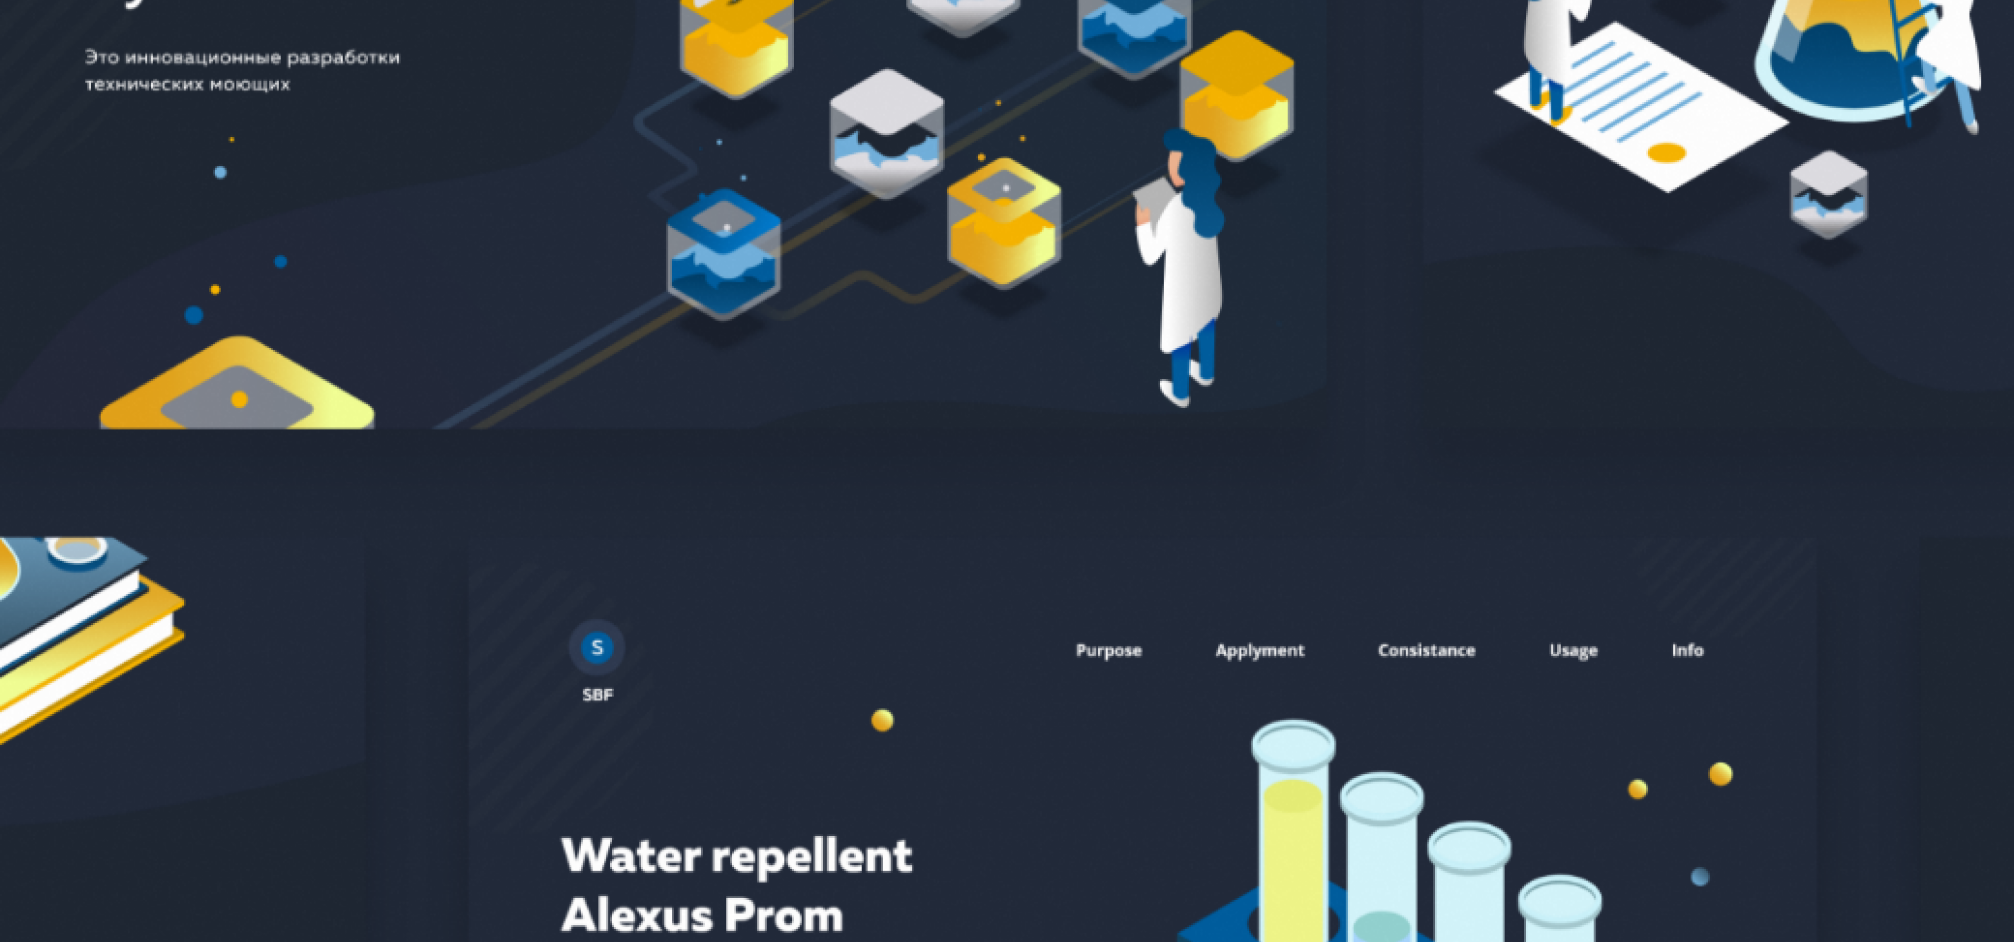 Это инновационные разработки
технических моющих
S
SBF
Purpose Applyment Consistance Usage Info
Water repellent
Alexus Prom